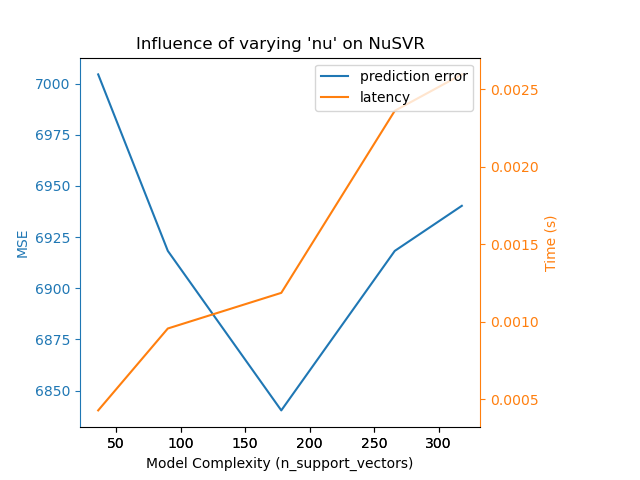 Influence of varying 'nu' on NuSVR
prediction error
latency
7000
6975
6950
6925
6900
6875
6850
MSE
0.0025
0.0020
0.0015
0.0010
0.0005
Time (s)
50 100 150 200 250 300
Model Complexity (n_support_vectors)